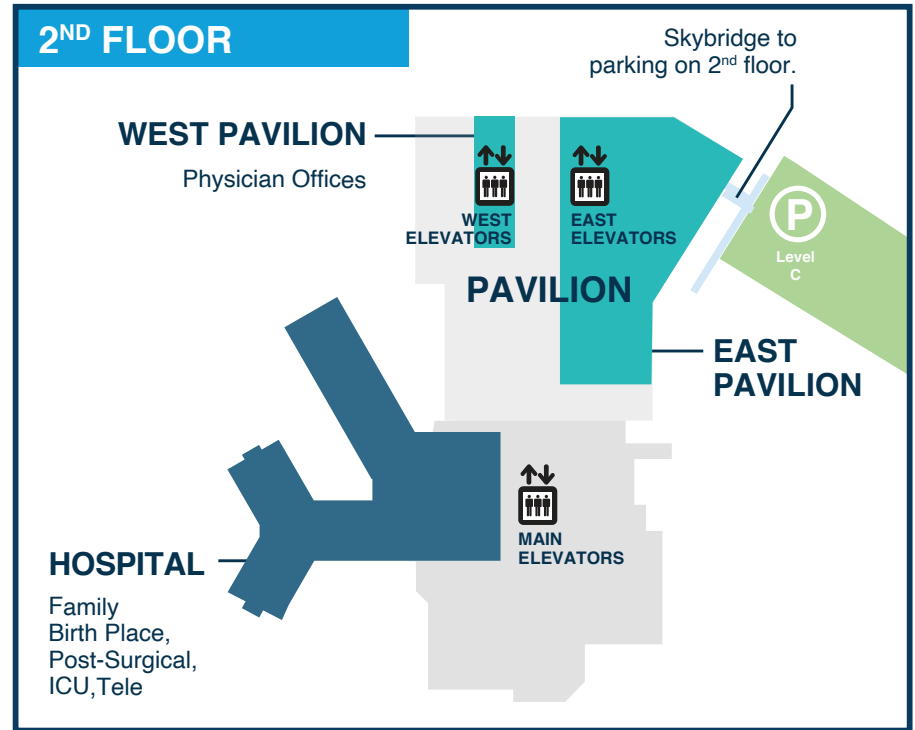 2ND FLOOR
Skybridge to
parking on 2nd floor.
WEST PAVILION
Physician Offices
WEST
ELEVATORS
EAST
ELEVATORS
P
Level
C
PAVILION
EAST
PAVILION
MAIN
ELEVATORS
HOSPITAL
Family
Birth Place,
Post-Surgical,
ICU,Tele